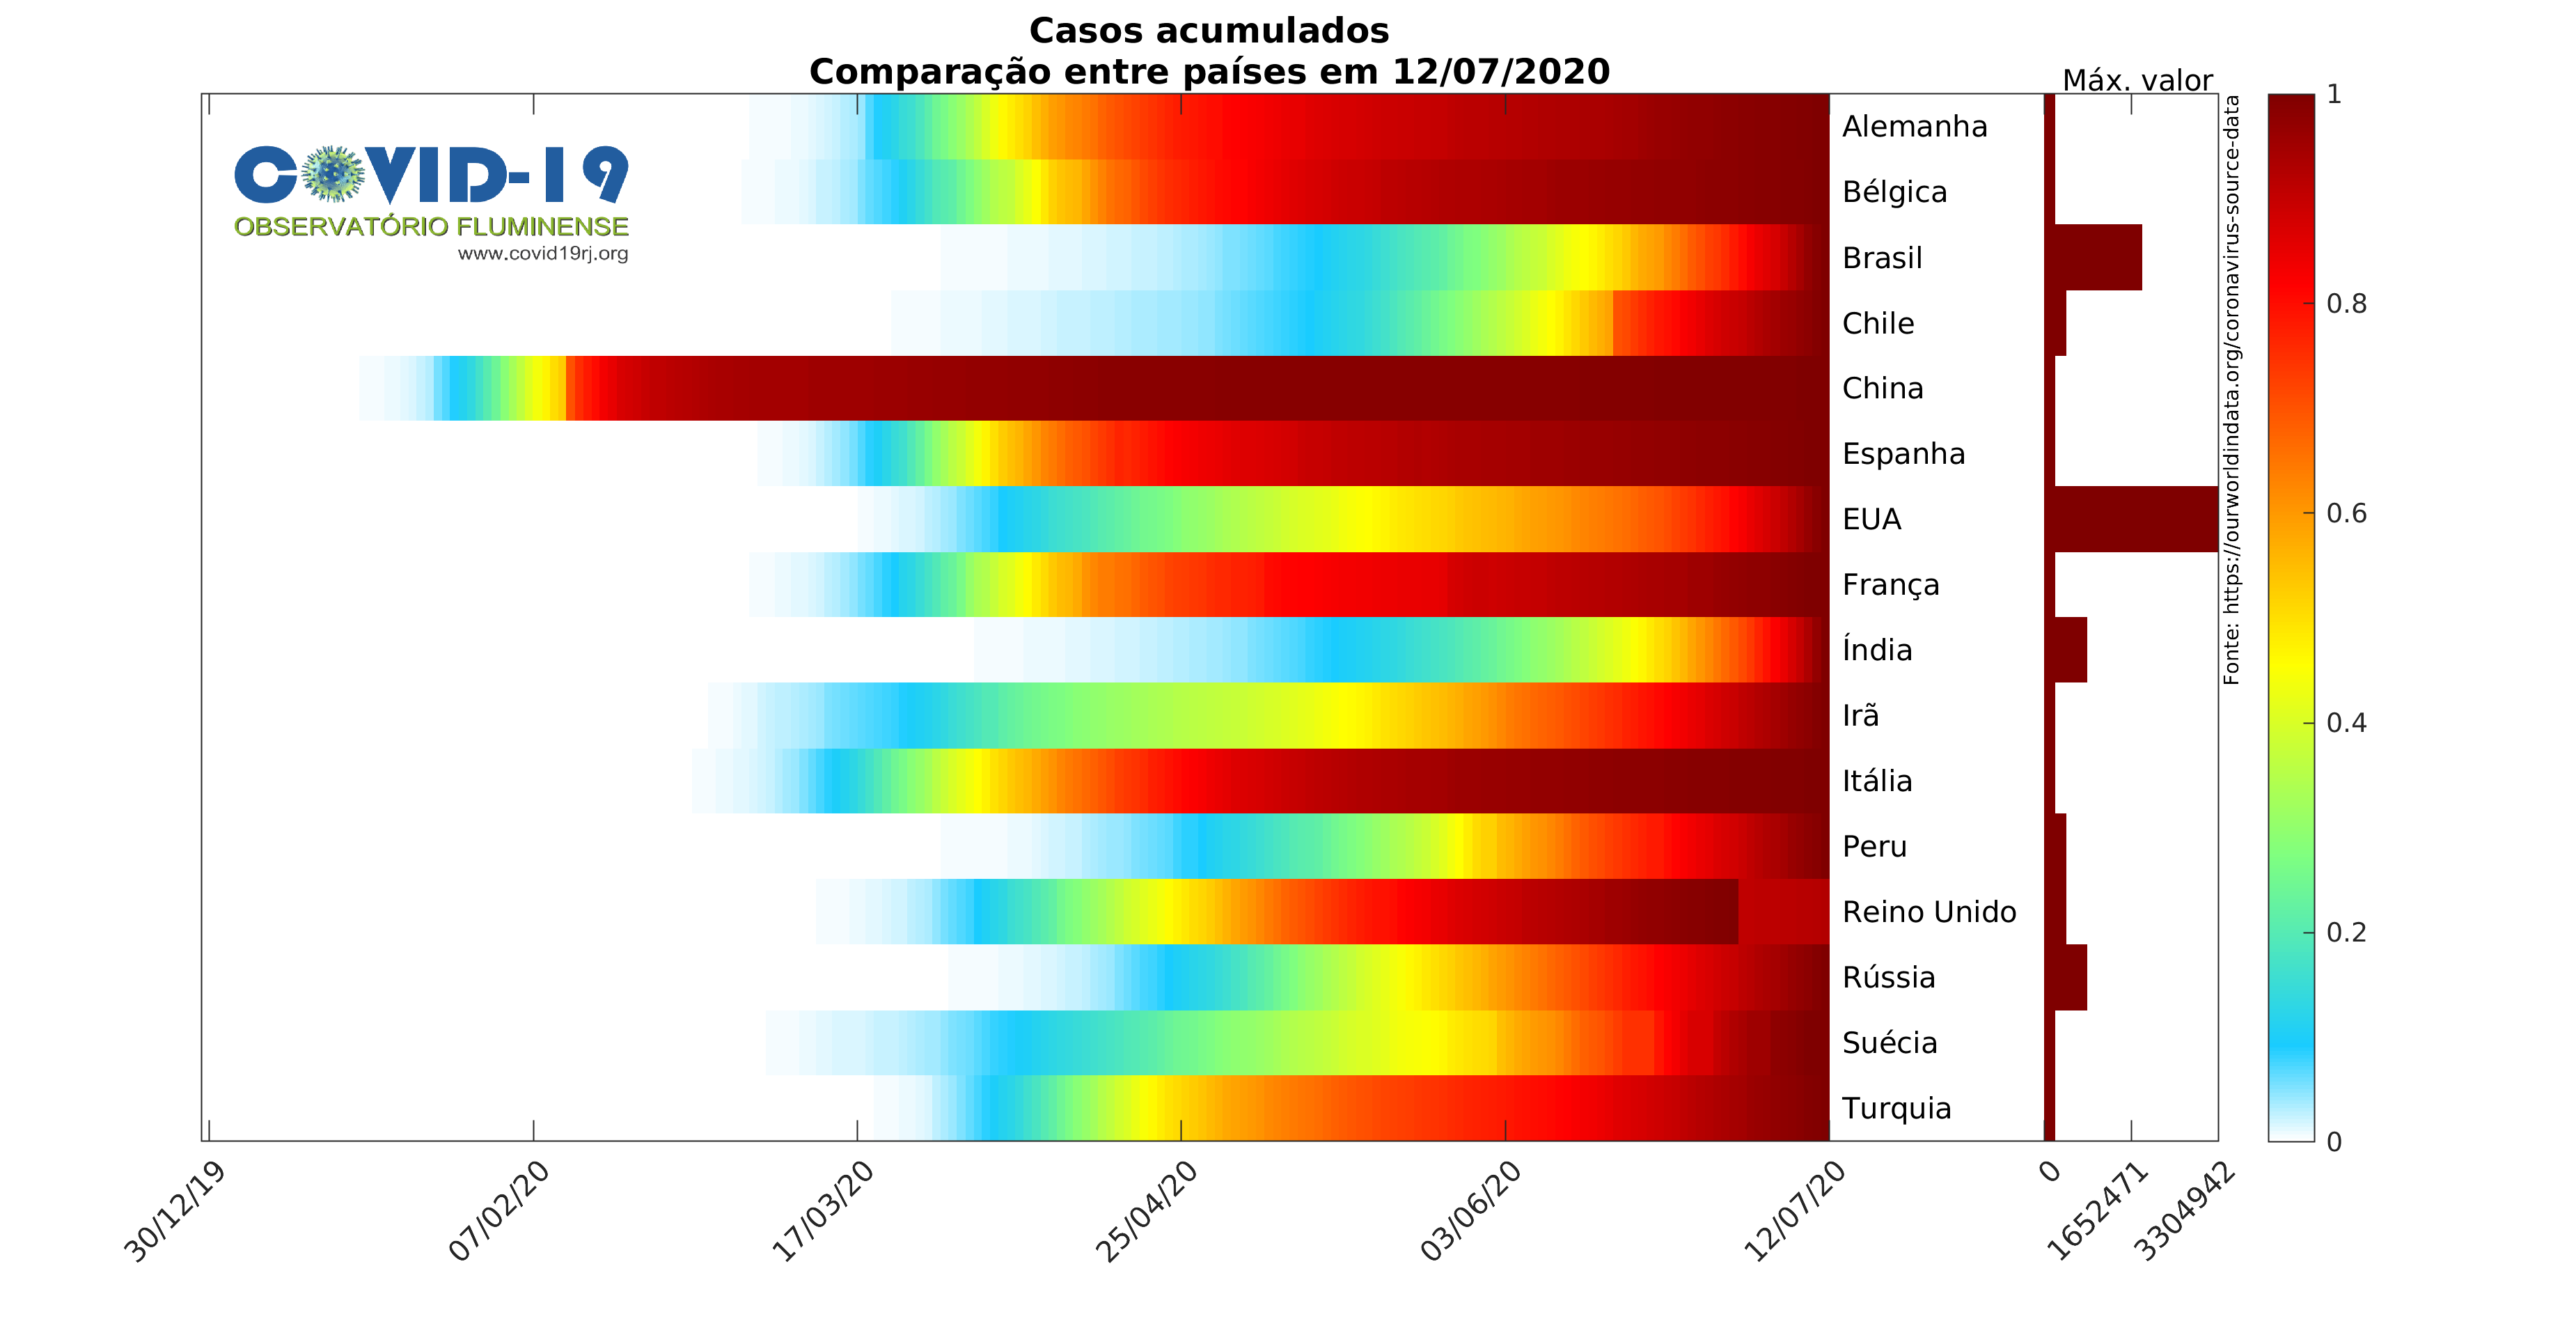 Casos acumulados
Comparação entre países em 12/07/2020
Máx. valor
COVID-19
OBSERVATÓRIO FLUMINENSE
www.covid19rj.org
Alemanha
Bélgica
Brasil
Chile
China
Espanha
EUA
França
Índia
Irã
Itália
Peru
Reino Unido
Rússia
Suécia
Turquia
Fonte: https://ourworldindata.org/coronavirus-source-data
1
0.8
0.6
0.4
0.2
0
30/12/19
07/02/20
17/03/20
25/04/20
03/06/20
12/07/20
0
1652471
3304942